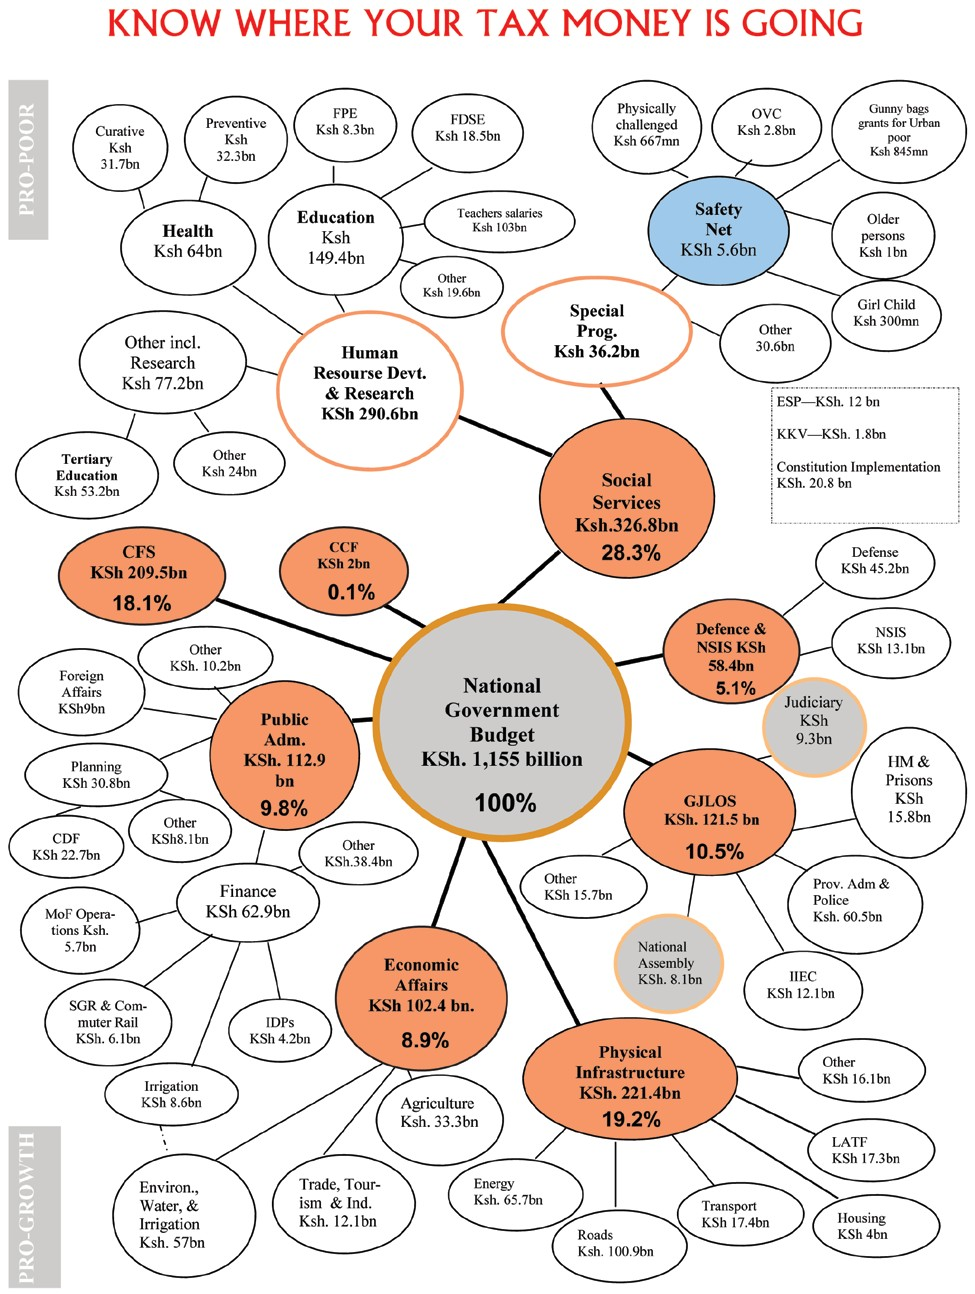 KNOW WHERE YOUR TAX MONEY IS GOING
PRO-POOR
Curative
Ksh
31.7bn
Preventive
Ksh
32.3bn
FPE
Ksh 8.3bn
FDSE
Ksh 18.5bn
Physically
challenged
Ksh 667mn
OVC
Ksh 2.8bn
Gunny bags
grants for Urban
poor
Ksh 845mn
Health
Ksh 64bn
Education
Ksh
149.4bn
Teachers salaries
Ksh 103bn
Other
Ksh 19.6bn
Safety
Net
KSh 5.6bn
Older
persons
Ksh 1bn
Girl Child
Ksh 300mn
Other
30.6bn
Special
Prog.
Ksh 36.2bn
Other incl.
Research
Ksh 77.2bn
Human
Resourse Devt.
& Research
KSh 290.6bn
Tertiary
Education
Ksh 53.2bn
Other
Ksh 24bn
ESP—KSh. 12 bn
KKV—KSh. 1.8bn
Constitution Implementation
KSh. 20.8 bn
Social
Services
Ksh.326.8bn
28.3%
CFS
KSh 209.5bn
18.1%
CCF
KSh 2bn
0.1%
Defense
KSh 45.2bn
Defence &
NSIS KSh
58.4bn
5.1%
NSIS
KSh 13.1bn
Other
KSh. 10.2bn
Foreign
Affairs
KSh9bn
Public
Adm.
KSh. 112.9
bn
9.8%
National
Government
Budget
KSh. 1,155 billion
100%
Judiciary
KSh
9.3bn
HM &
Prisons
KSh
15.8bn
Planning
KSh 30.8bn
CDF
KSh 22.7bn
Other
KSh8.1bn
Other
KSh.38.4bn
GJLOS
KSh. 121.5 bn
10.5%
Other
KSh 15.7bn
Prov. Adm &
Police
Ksh. 60.5bn
Finance
KSh 62.9bn
MoF Opera-
tions Ksh.
5.7bn
National
Assembly
KSh. 8.1bn
IIEC
KSh 12.1bn
Economic
Affairs
KSh 102.4 bn.
8.9%
SGR & Com-
muter Rail
KSh. 6.1bn
IDPs
KSh 4.2bn
Physical
Infrastructure
KSh. 221.4bn
19.2%
Other
KSh 16.1bn
Irrigation
KSh 8.6bn
Agriculture
Ksh. 33.3bn
LATF
KSh 17.3bn
PRO-GROWTH
Environ.,
Water, &
Irrigation
Ksh. 57bn
Trade, Tour-
ism & Ind.
Ksh. 12.1bn
Energy
Ksh. 65.7bn
Roads
Ksh. 100.9bn
Transport
KSh 17.4bn
Housing
KSh 4bn